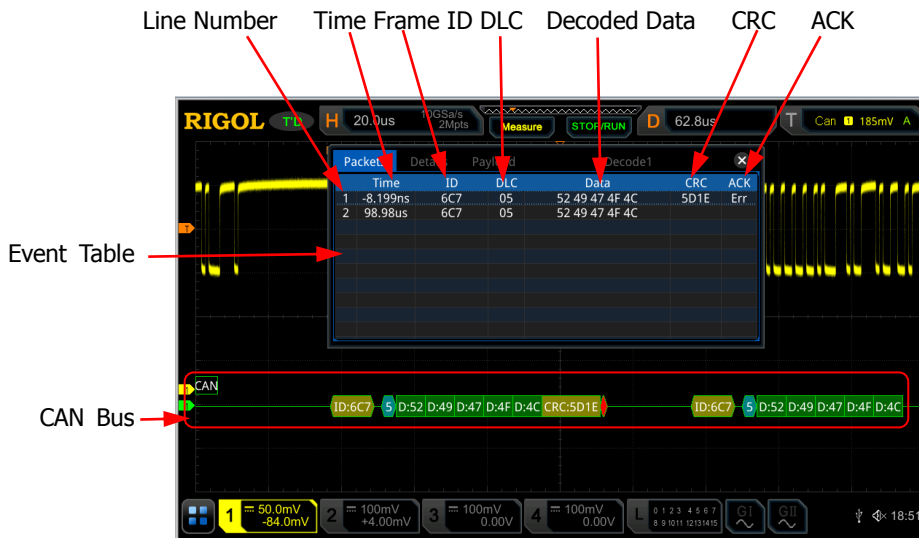 Line Number Time Frame ID DLC Decoded Data CRC ACK
RIGOL T'D H 20.0us 10GSa/s 2Mpts Measure STOP/RUN D 62.8us T Can 1 185mV A
Packets Details Payload Decode1
Time ID DLC Data CRC ACK
1 -8.199ns 6C7 05 52 49 47 4F 4C 5D1E Err
2 98.98us 6C7 05 52 49 47 4F 4C
Event Table
CAN
CAN Bus
ID:6C7 5 D:52 D:49 D:47 D:4F D:4C CRC:5D1E ID:6C7 5 D:52 D:49 D:47 D:4F D:4C
1 50.0mV -84.0mV 2 100mV +4.00mV 3 100mV 0.00V 4 100mV 0.00V L 0 1 2 3 4 5 6 7 8 9 10 11 12 13 14 15 GI GII 18:51